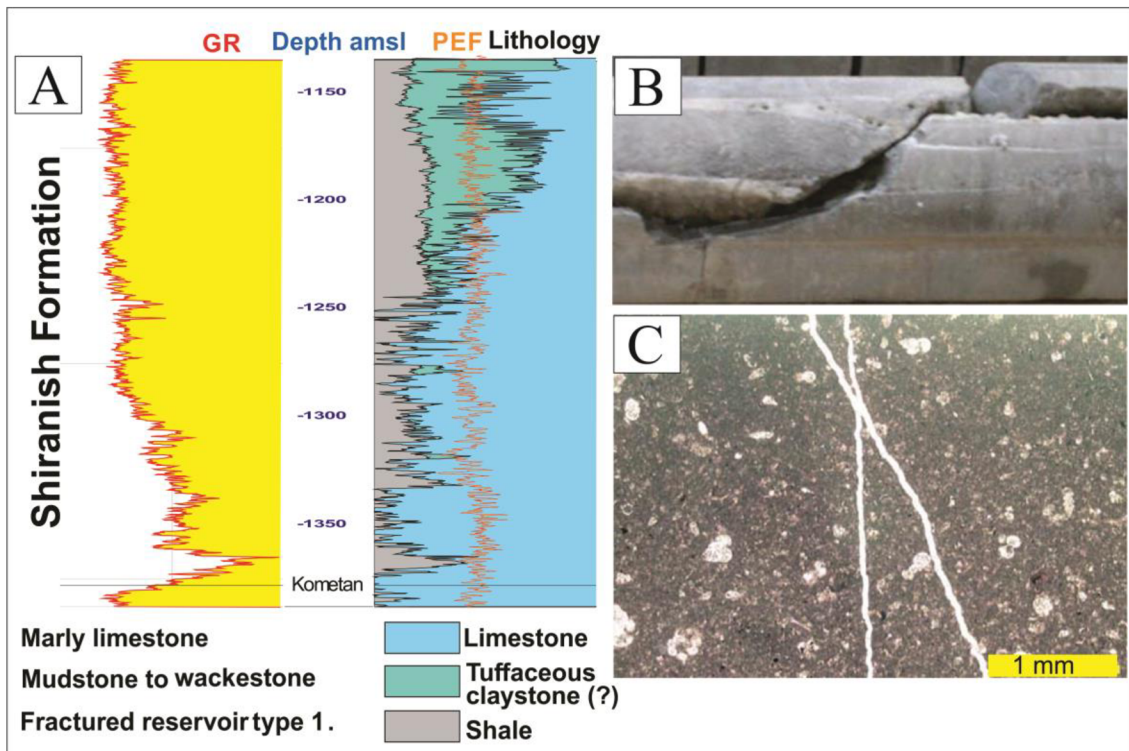 GR Depth amsl PEF Lithology
A
Shiranish Formation
-1150
-1200
-1250
-1300
-1350
Kometan
Marly limestone
Mudstone to wackestone
Fractured reservoir type 1.
Limestone
Tuffaceous
claystone (?)
Shale
B
C
1 mm